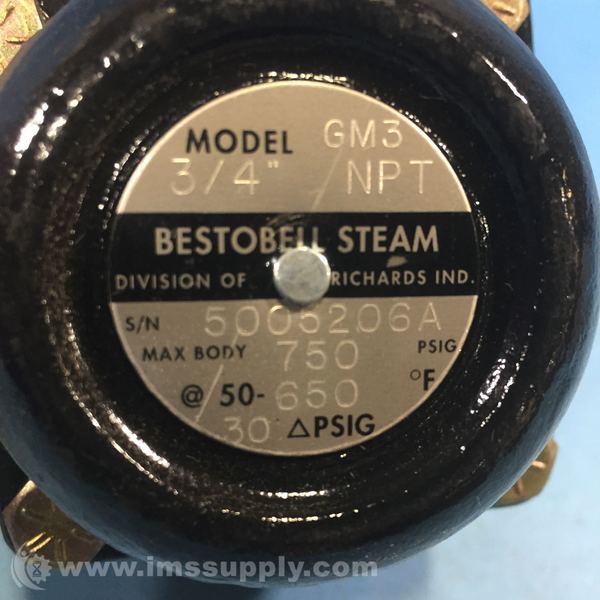 MODEL GM3
3/4" / NPT
BESTOBELL STEAM
DIVISION OF RICHARDS IND.
S/N 5005206A
MAX BODY 750 PSIG
@ 50-650 °F
/30 ΔPSIG
www.imssupply.com